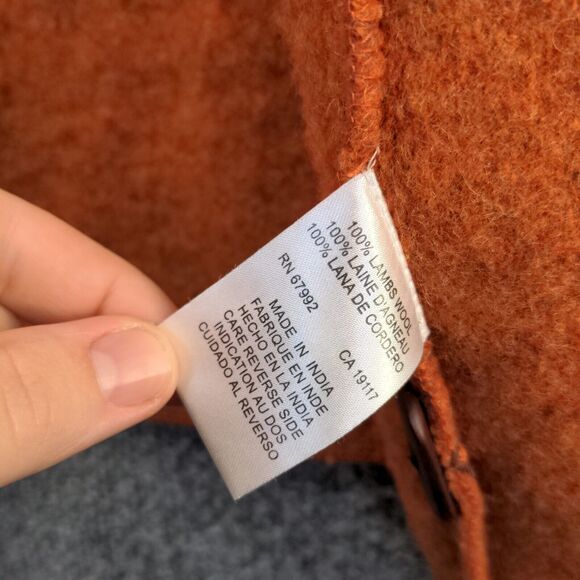 100% LAMBS WOOL
100% LAINE D'AGNEAU
100% LANA DE CORDERO
RN 67992 CA 19117
MADE IN INDIA
FABRIQUE EN INDE
HECHO EN LA INDIA
CARE REVERSE SIDE
INDICATION AU DOS
CUIDADO AL REVERSO